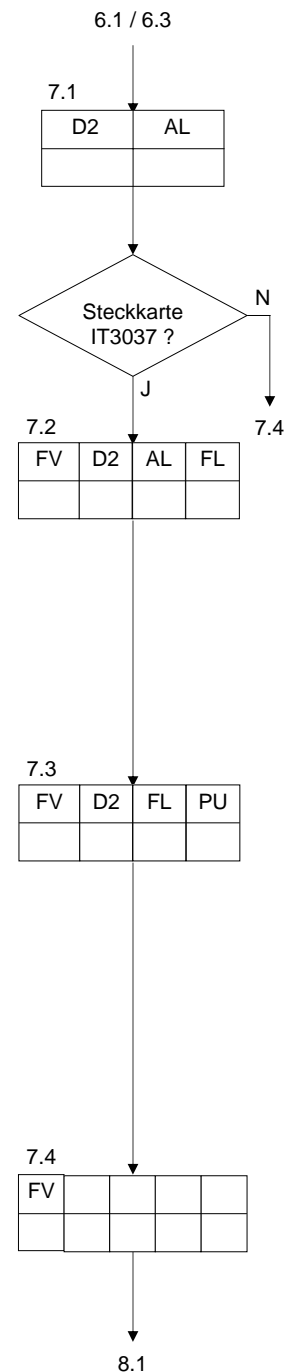 6.1 / 6.3
7.1
D2 AL
Steckkarte
IT3037 ?
N
J
7.4
7.2
FV D2 AL FL
7.3
FV D2 FL PU
7.4
FV
8.1